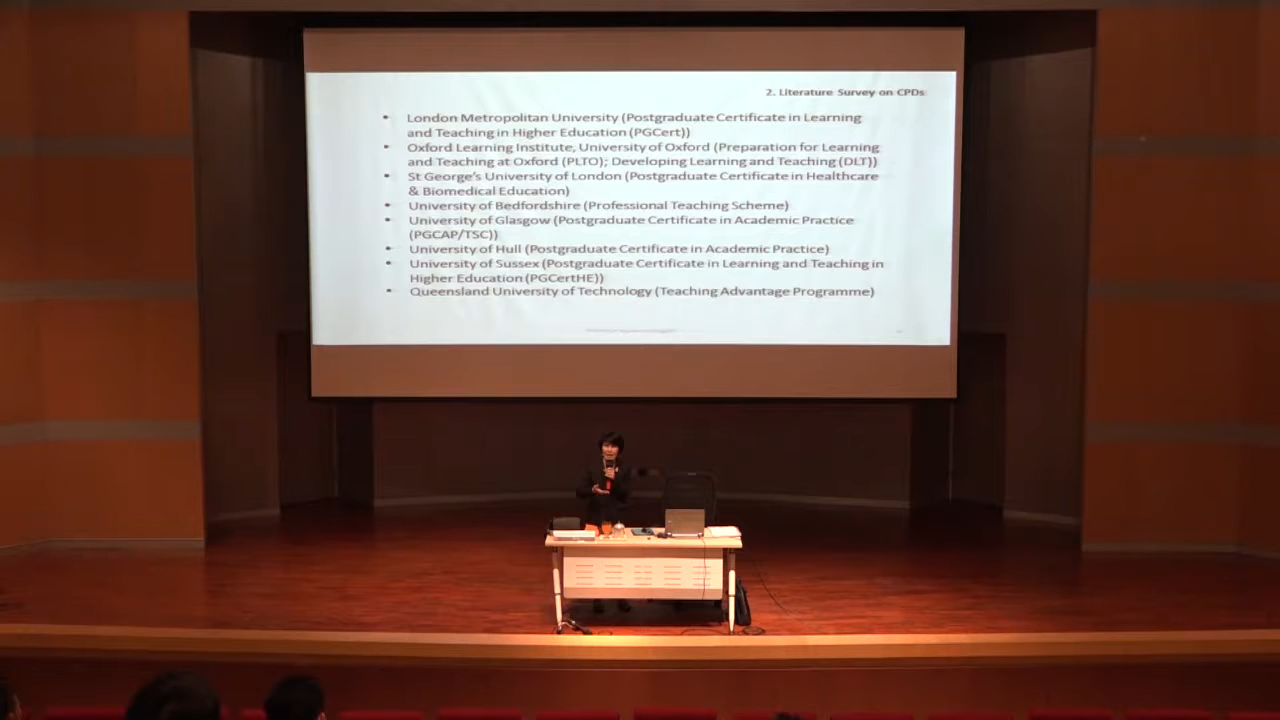 2. Literature Survey on CPDs
• London Metropolitan University (Postgraduate Certificate in Learning
and Teaching in Higher Education (PGCert))
• Oxford Learning Institute, University of Oxford (Preparation for Learning
and Teaching at Oxford (PLTO); Developing Learning and Teaching (DLT))
• St George's University of London (Postgraduate Certificate in Healthcare
& Biomedical Education)
• University of Bedfordshire (Professional Teaching Scheme)
• University of Glasgow (Postgraduate Certificate in Academic Practice
(PGCAP/TSC))
• University of Hull (Postgraduate Certificate in Academic Practice)
• University of Sussex (Postgraduate Certificate in Learning and Teaching in
Higher Education (PGCertHE))
• Queensland University of Technology (Teaching Advantage Programme)